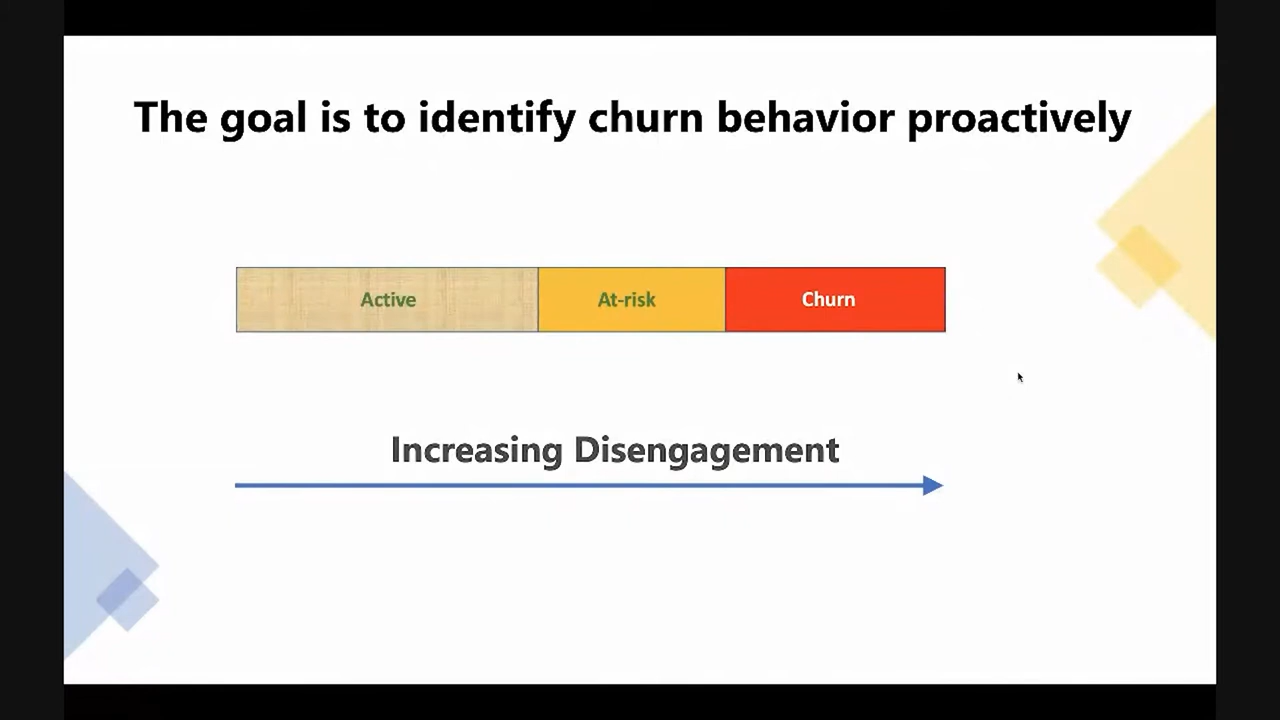 The goal is to identify churn behavior proactively
Active At-risk Churn
Increasing Disengagement